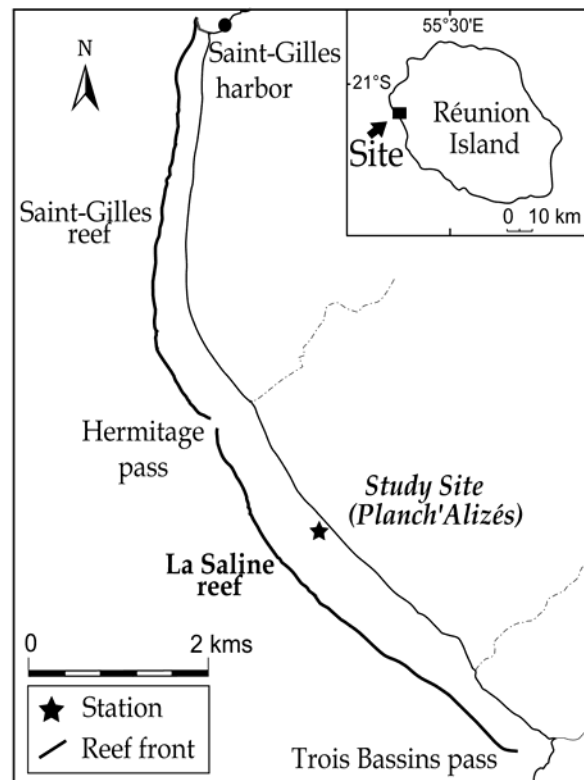 N
Saint-Gilles
harbor
55°30'E
21°S
Réunion
Island
Site
0 10 km
Saint-Gilles
reef
Hermitage
pass
Study Site
(Planch'Alizés)
La Saline
reef
0 2 kms
Station
Reef front
Trois Bassins pass